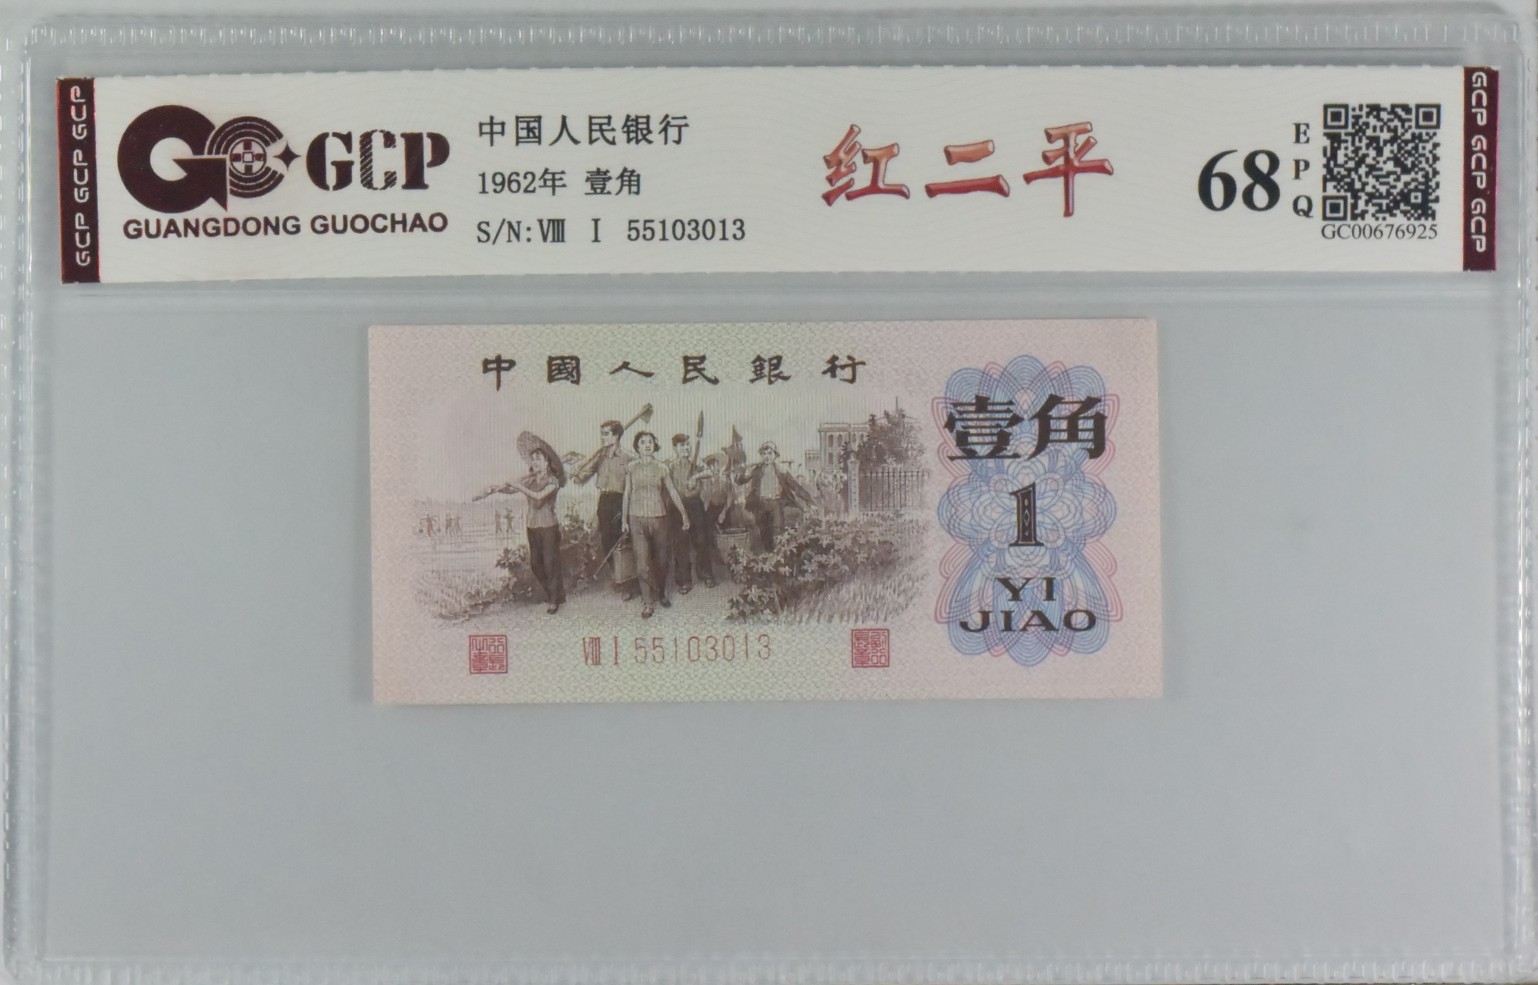 GCP GCP GCP
GCP
GUANGDONG GUOCHAO
中国人民银行
1962年 壹角
S/N:Ⅷ Ⅰ 55103013
红二平
68
EPQ
GC00676925
GCP GCP GCP
中國人民銀行
壹角
1
YI
JIAO
Ⅷ Ⅰ 55103013